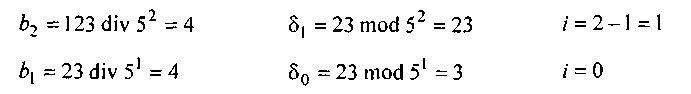 b₂ = 123 div 5² = 4 δ₁ = 23 mod 5² = 23 i = 2 – 1 = 1
b₁ = 23 div 5¹ = 4 δ₀ = 23 mod 5¹ = 3 i = 0